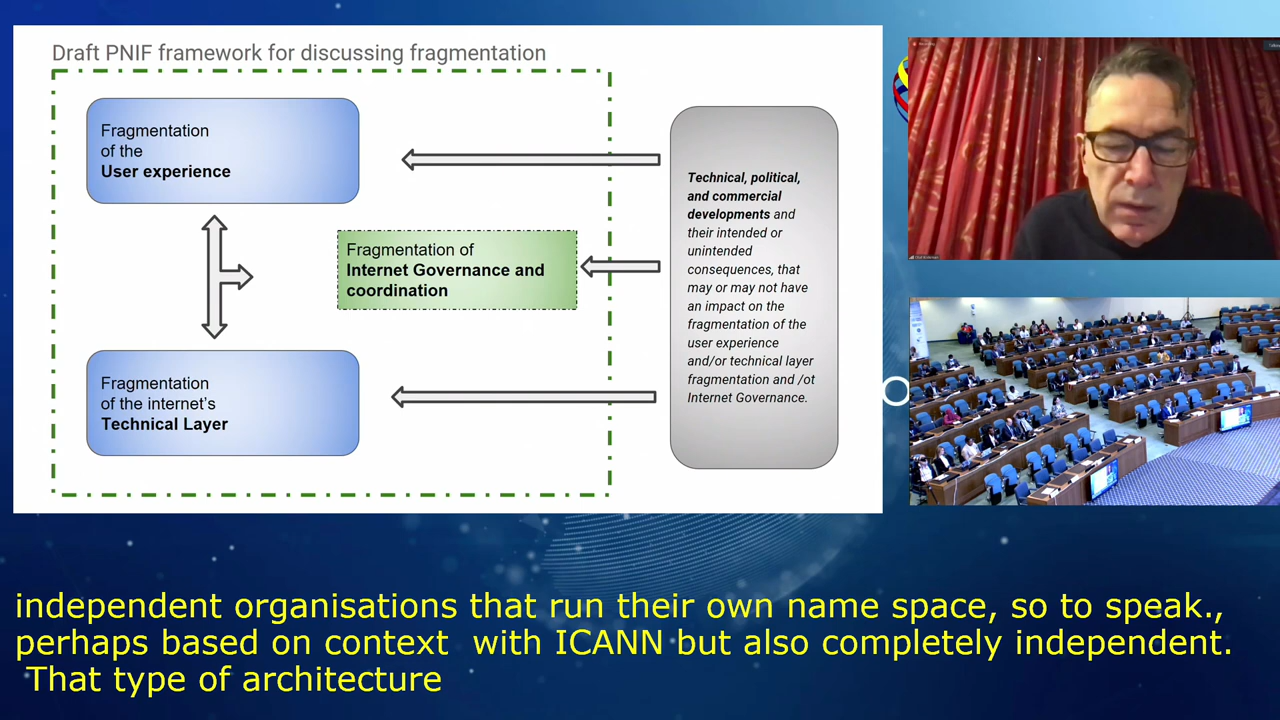 Draft PNIF framework for discussing fragmentation
Fragmentation
of the
User experience
Fragmentation of
Internet Governance and
coordination
Fragmentation
of the internet's
Technical Layer
Technical, political,
and commercial
developments and
their intended or
unintended
consequences, that
may or may not have
an impact on the
fragmentation of the
user experience
and/or technical layer
fragmentation and /ot
Internet Governance.
independent organisations that run their own name space, so to speak.,
perhaps based on context  with ICANN but also completely independent.
That type of architecture